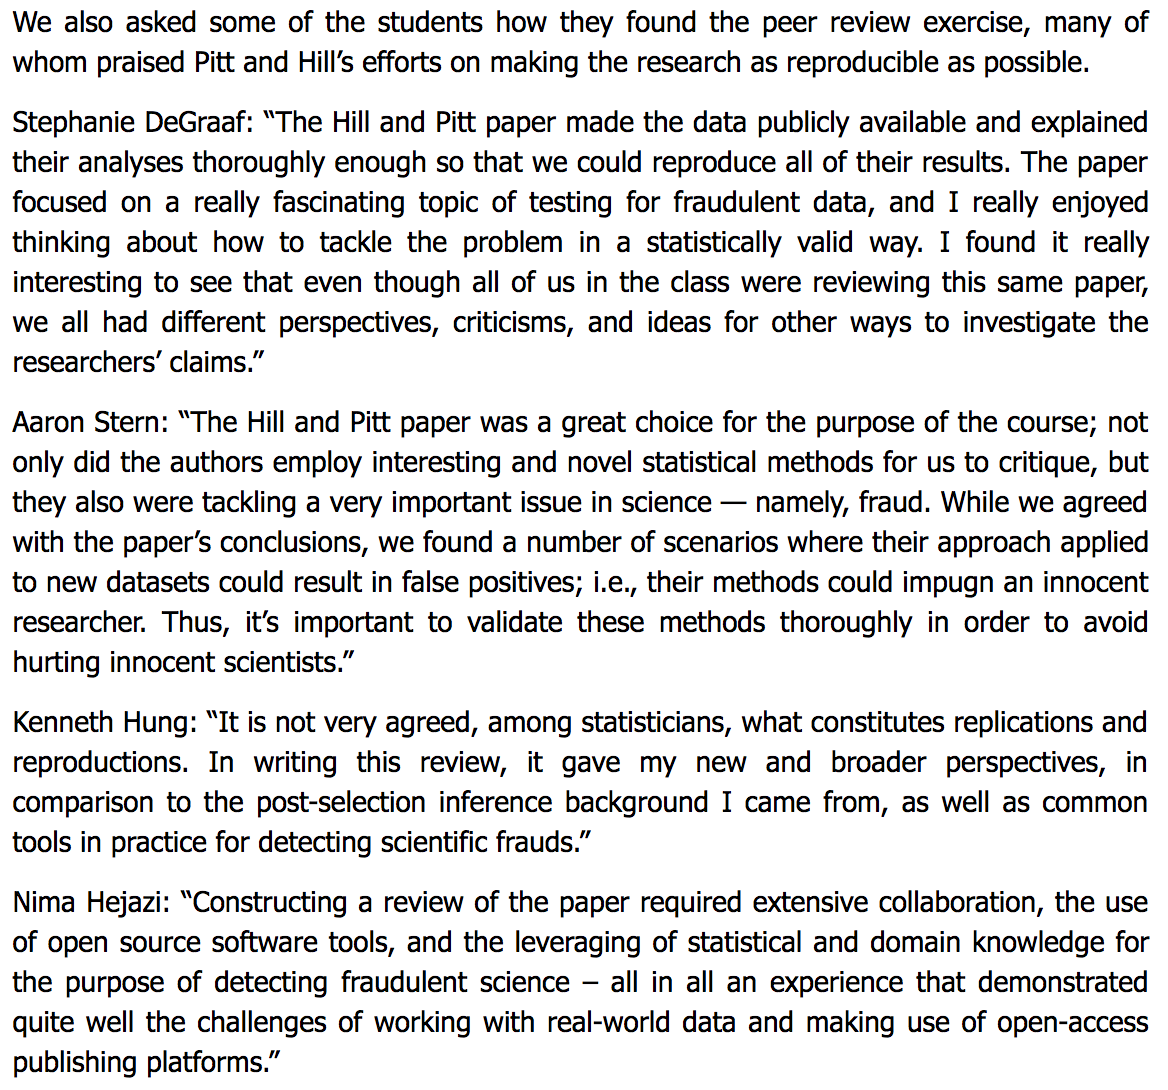 We also asked some of the students how they found the peer review exercise, many of
whom praised Pitt and Hill’s efforts on making the research as reproducible as possible.
Stephanie DeGraaf: “The Hill and Pitt paper made the data publicly available and explained
their analyses thoroughly enough so that we could reproduce all of their results. The paper
focused on a really fascinating topic of testing for fraudulent data, and I really enjoyed
thinking about how to tackle the problem in a statistically valid way. I found it really
interesting to see that even though all of us in the class were reviewing this same paper,
we all had different perspectives, criticisms, and ideas for other ways to investigate the
researchers’ claims.”
Aaron Stern: “The Hill and Pitt paper was a great choice for the purpose of the course; not
only did the authors employ interesting and novel statistical methods for us to critique, but
they also were tackling a very important issue in science — namely, fraud. While we agreed
with the paper’s conclusions, we found a number of scenarios where their approach applied
to new datasets could result in false positives; i.e., their methods could impugn an innocent
researcher. Thus, it’s important to validate these methods thoroughly in order to avoid
hurting innocent scientists.”
Kenneth Hung: “It is not very agreed, among statisticians, what constitutes replications and
reproductions. In writing this review, it gave my new and broader perspectives, in
comparison to the post-selection inference background I came from, as well as common
tools in practice for detecting scientific frauds.”
Nima Hejazi: “Constructing a review of the paper required extensive collaboration, the use
of open source software tools, and the leveraging of statistical and domain knowledge for
the purpose of detecting fraudulent science – all in all an experience that demonstrated
quite well the challenges of working with real-world data and making use of open-access
publishing platforms.”